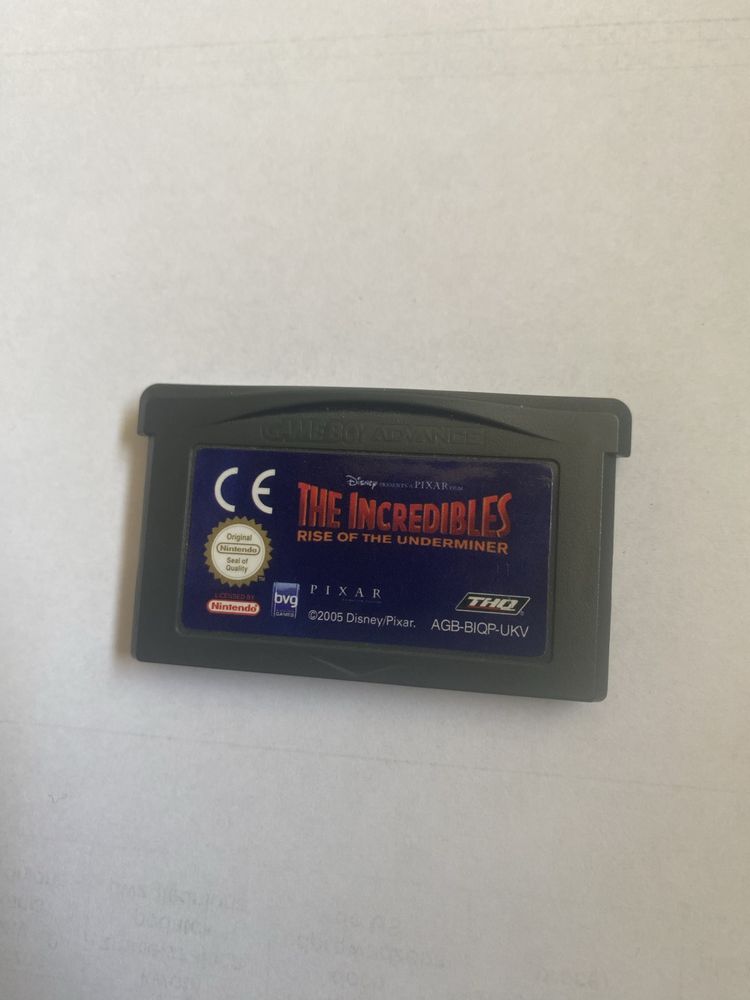 GAME BOY ADVANCE
CE
Disney PRESENTS A PIXAR FILM
THE INCREDIBLES
RISE OF THE UNDERMINER
Original
Nintendo
Seal of
Quality
TM
LICENSED BY
Nintendo
bvg
GAMES
PIXAR
©2005 Disney/Pixar.
THQ
AGB-BIQP-UKV